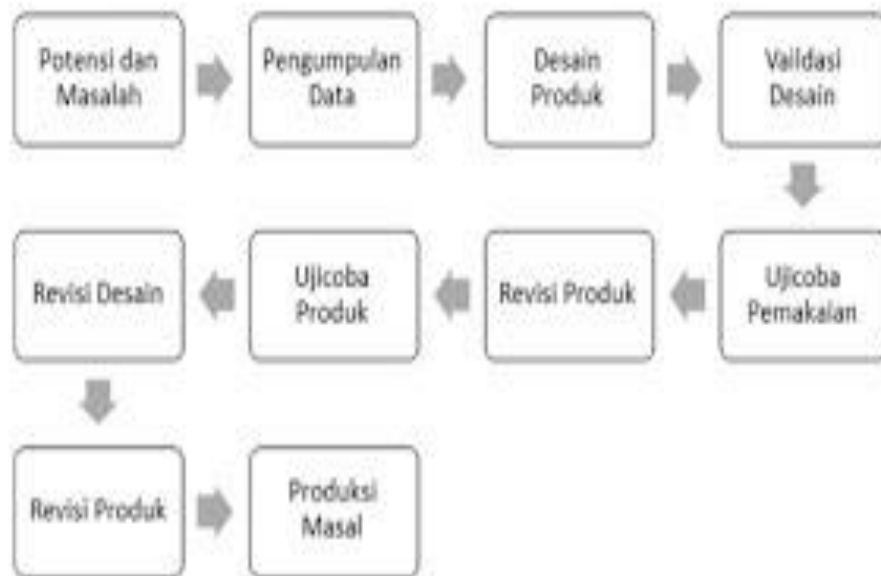 Potensi dan
Masalah
Pengumpulan
Data
Desain
Produk
Vaildasi
Desain
Revisi Desain
Ujicoba
Produk
Revisi Produk
Ujicoba
Pemakaian
Revisi Produk
Produksi
Masal